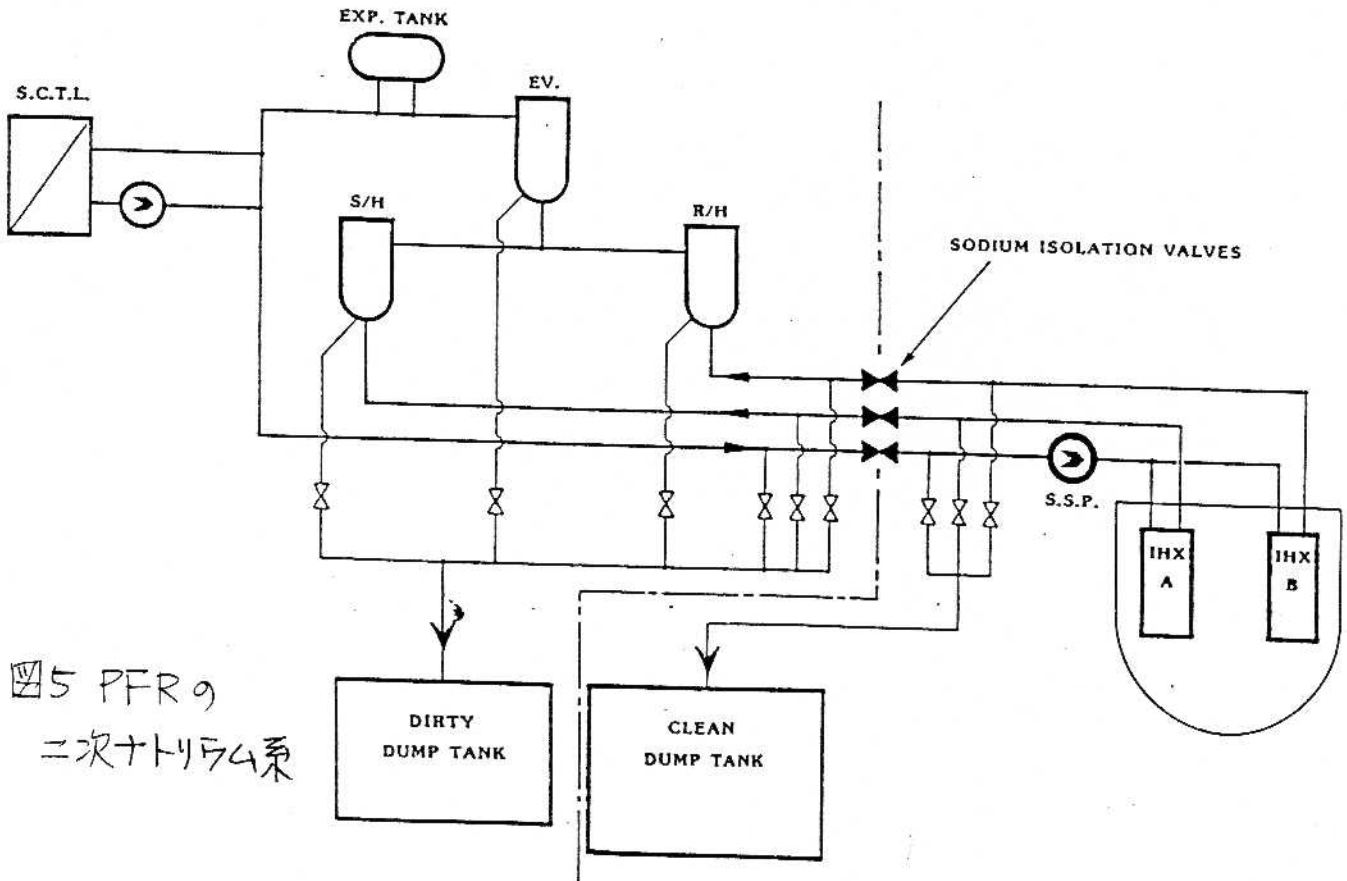 EXP. TANK
S.C.T.L.
EV.
S/H
R/H
SODIUM ISOLATION VALVES
S.S.P.
IHX
A
IHX
B
DIRTY
DUMP TANK
CLEAN
DUMP TANK
図5 PFRの
二次ナトリウム系